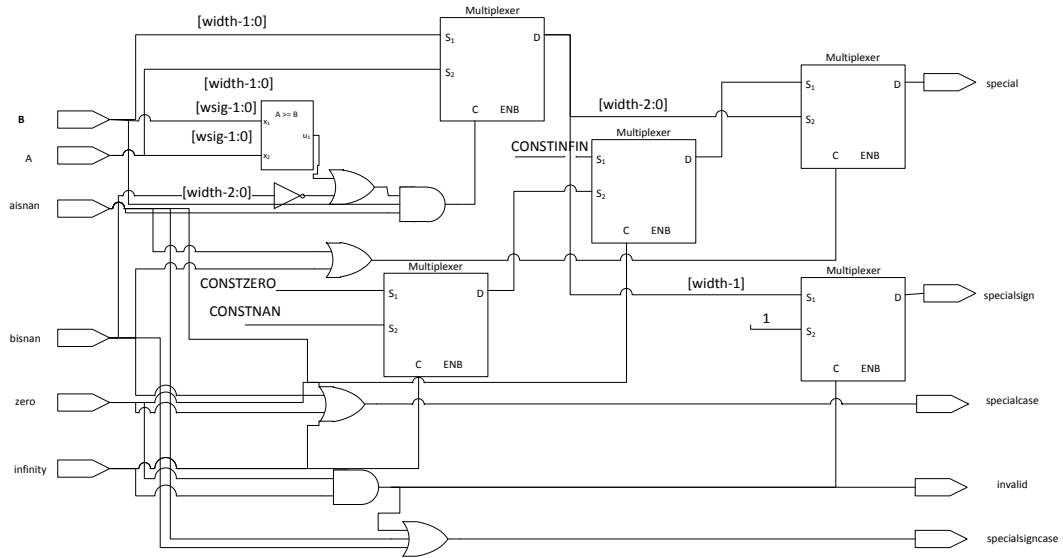 Multiplexer
[width-1:0]
S1
D
S2
C ENB
[width-1:0]
[wsig-1:0]
[wsig-1:0]
A >= B
x1
u1
x2
[width-2:0]
B
A
aisnan
bisnan
zero
infinity
Multiplexer
[width-2:0]
S1
D
S2
C ENB
special
Multiplexer
CONSTINFIN
S1
D
S2
C ENB
Multiplexer
CONSTZERO
S1
D
CONSTNAN
S2
C ENB
Multiplexer
[width-1]
S1
D
1
S2
C ENB
specialsign
specialcase
invalid
specialsigncase